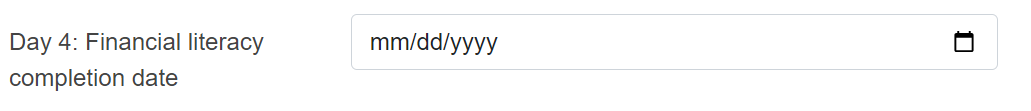 Day 4: Financial literacy
completion date
mm/dd/yyyy